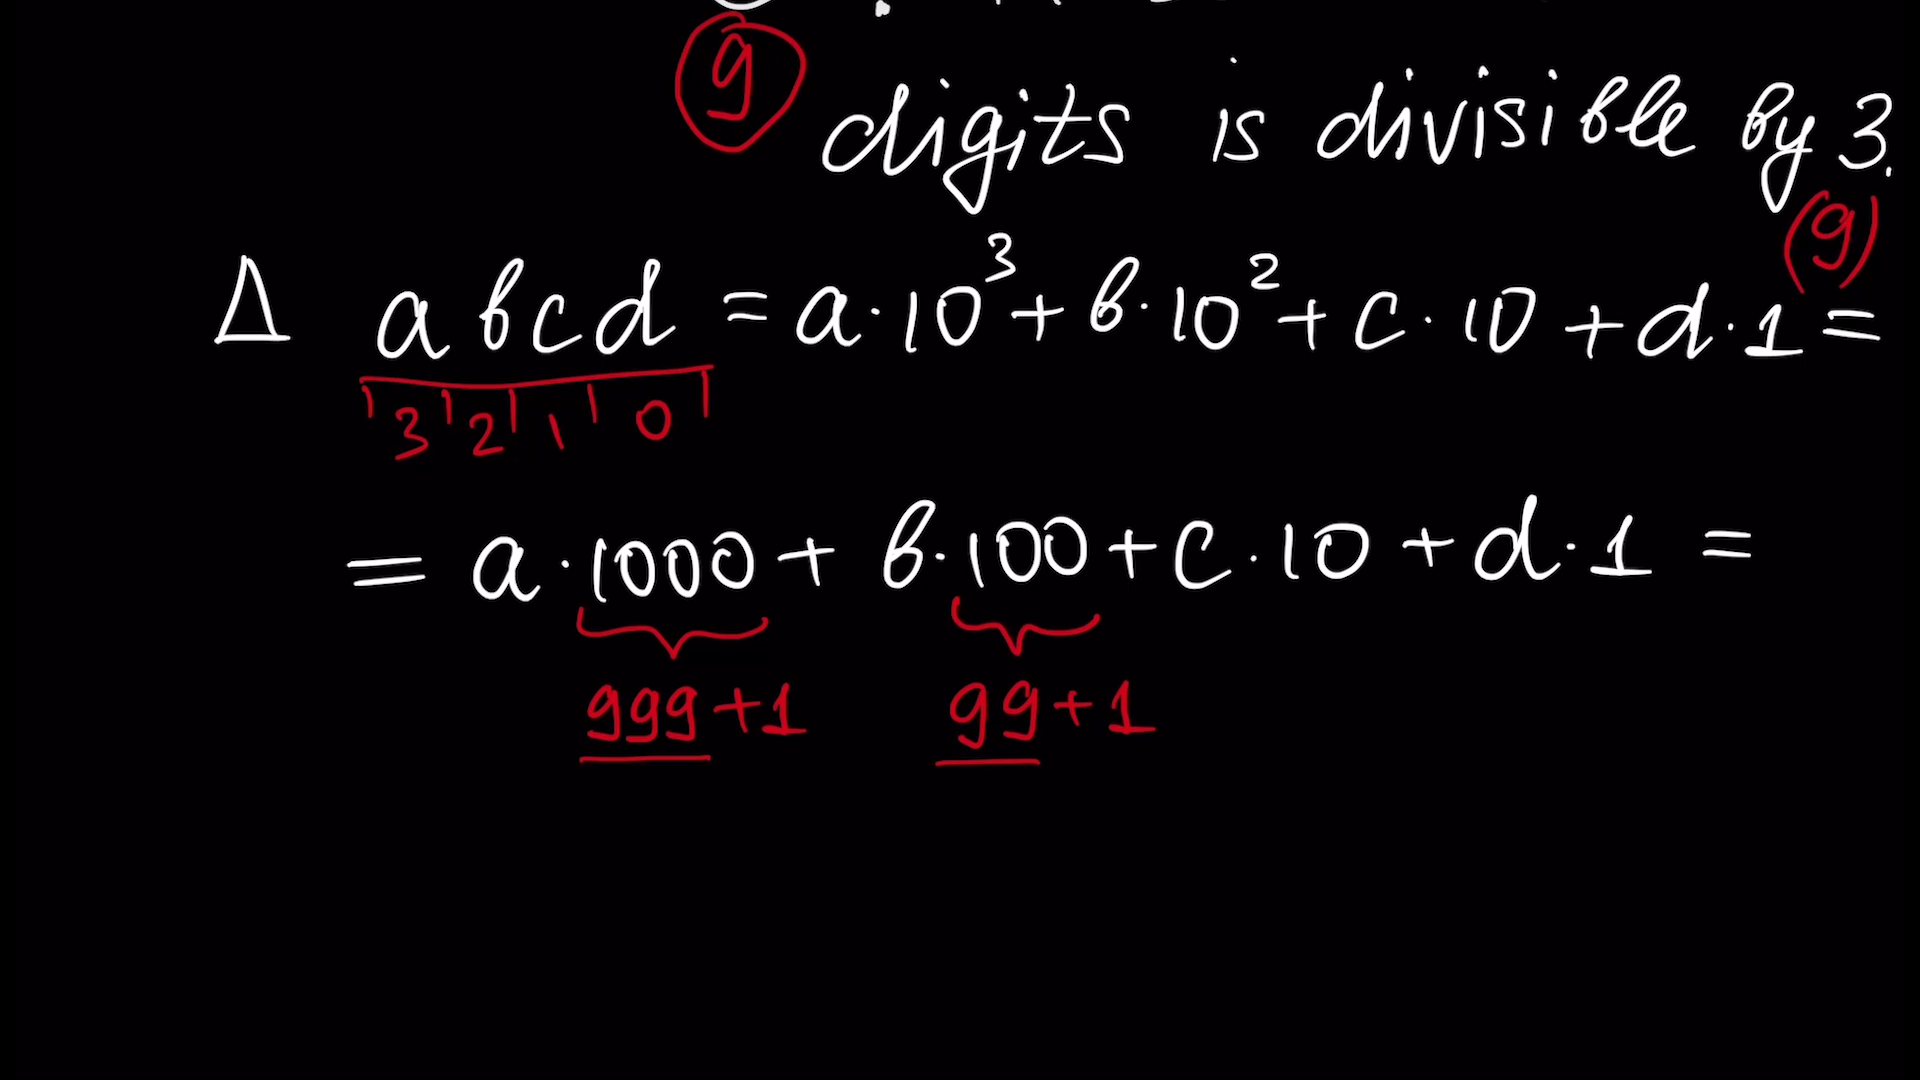 9
digits is divisible by 3.
(9)
Δ abcd = a·10³ + b·10² + c·10 + d·1 =
3 2 1 0
= a·1000 + b·100 + c·10 + d·1 =
999+1 99+1